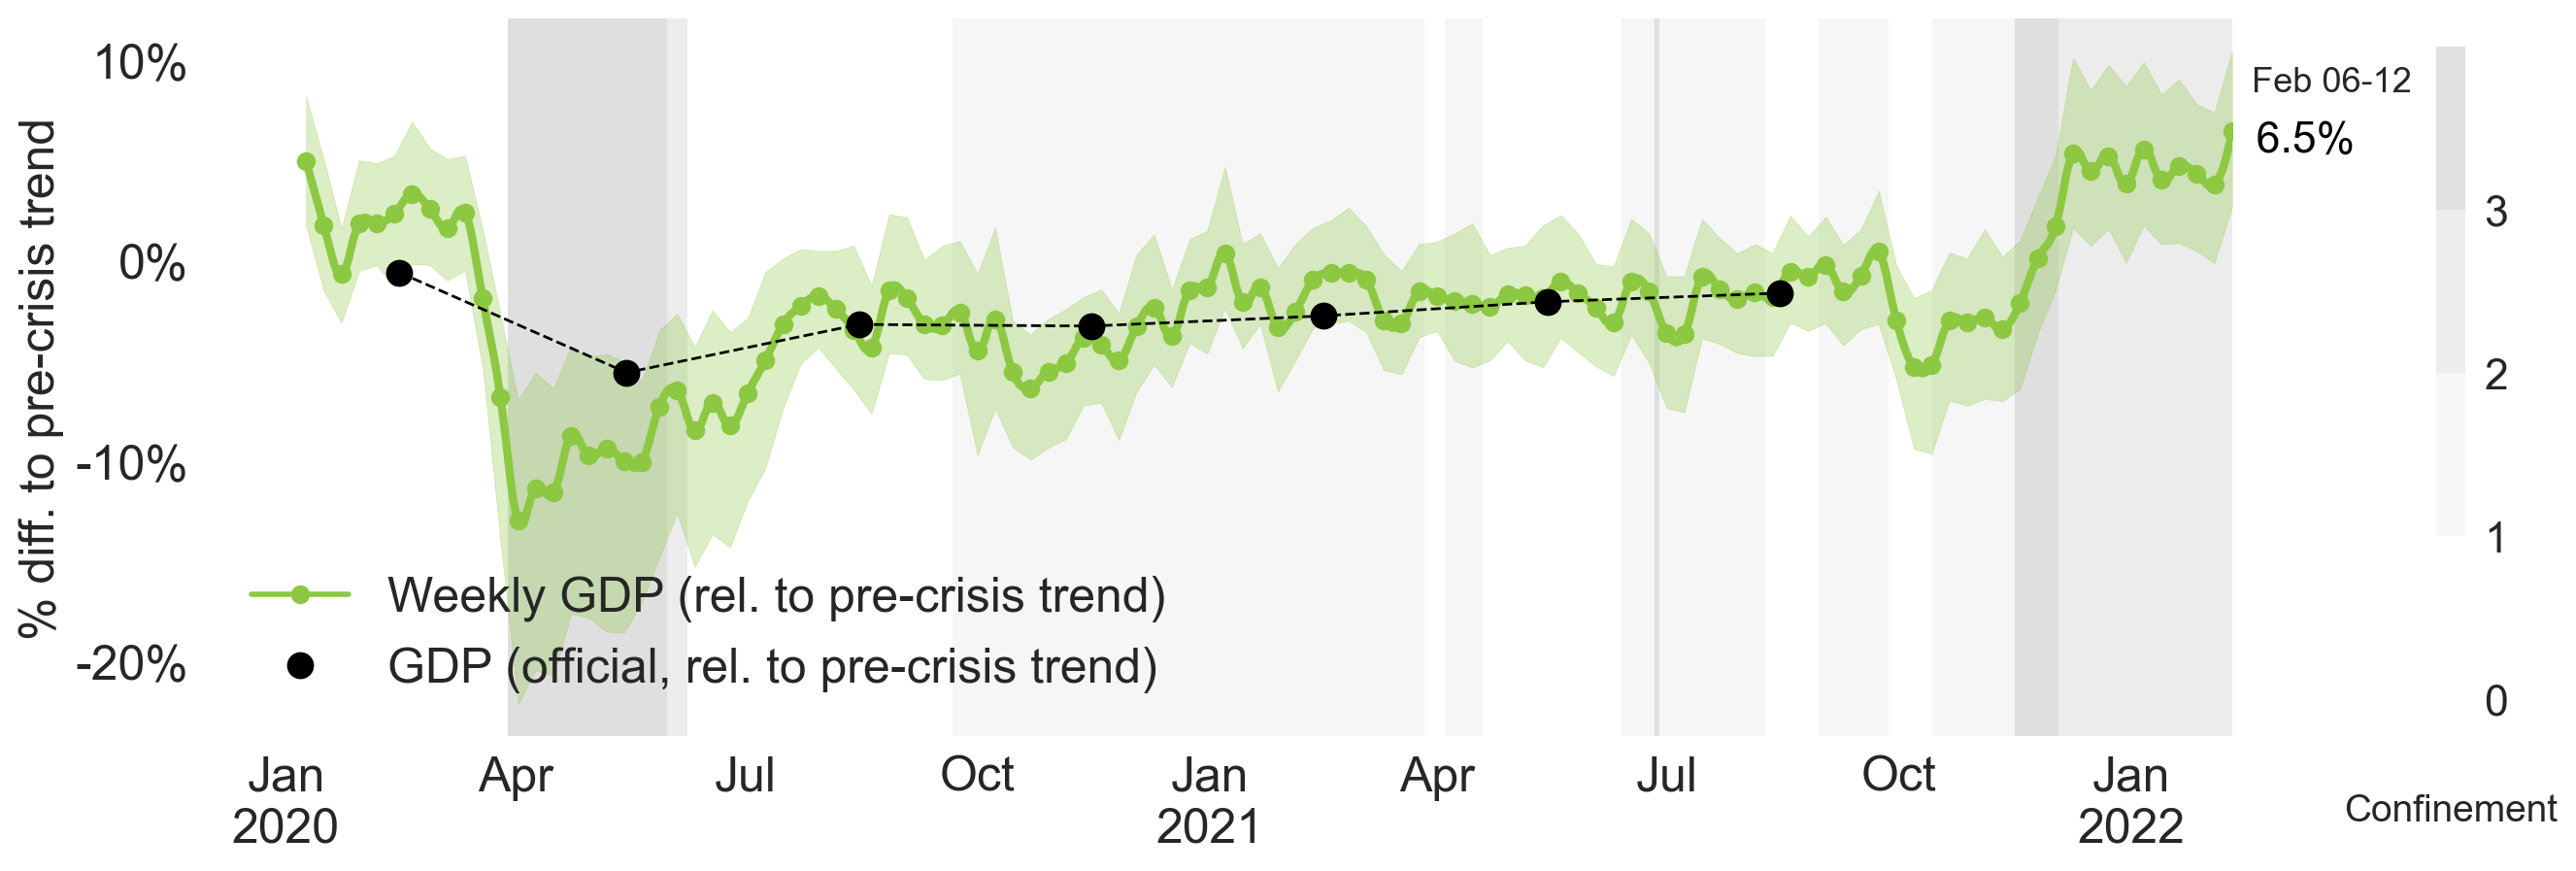 % diff. to pre-crisis trend
10%
0%
-10%
-20%
Weekly GDP (rel. to pre-crisis trend)
GDP (official, rel. to pre-crisis trend)
Jan
2020
Apr
Jul
Oct
Jan
2021
Apr
Jul
Oct
Jan
2022
Feb 06-12
6.5%
3
2
1
0
Confinement